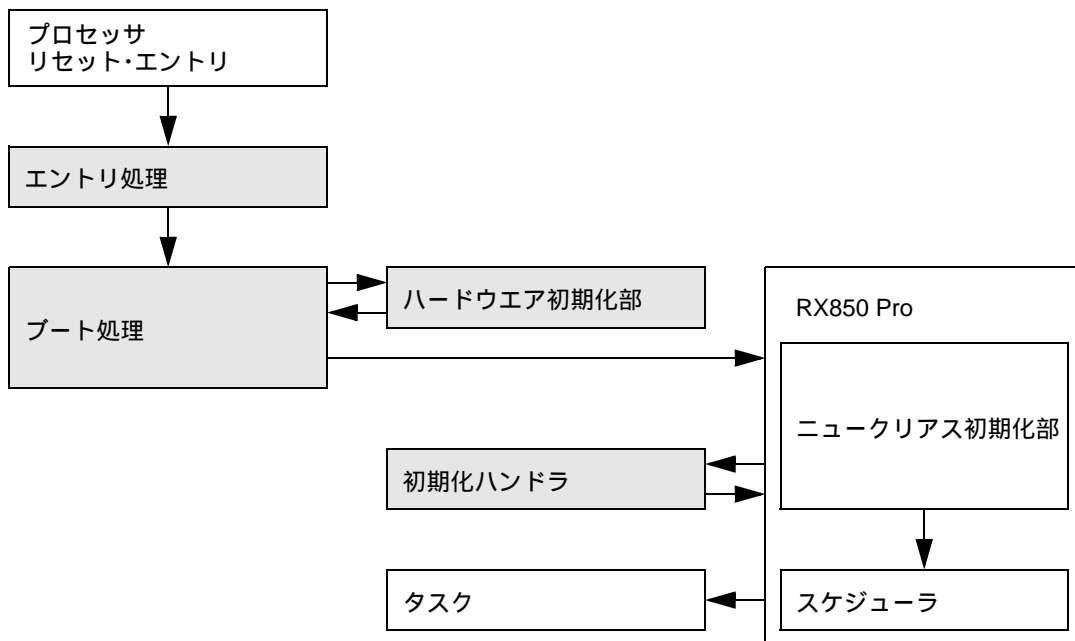 プロセッサ
リセット・エントリ
エントリ処理
ブート処理
ハードウエア初期化部
RX850 Pro
ニュークリアス初期化部
初期化ハンドラ
タスク
スケジューラ